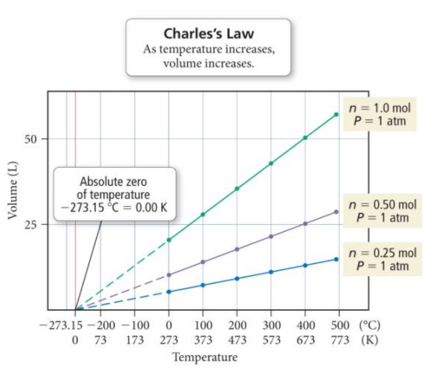 Charles's Law
As temperature increases,
volume increases.
n = 1.0 mol
P = 1 atm
50
Volume (L)
Absolute zero
of temperature
−273.15 °C = 0.00 K
n = 0.50 mol
P = 1 atm
25
n = 0.25 mol
P = 1 atm
−273.15 −200 −100 0 100 200 300 400 500 (°C)
0 73 173 273 373 473 573 673 773 (K)
Temperature